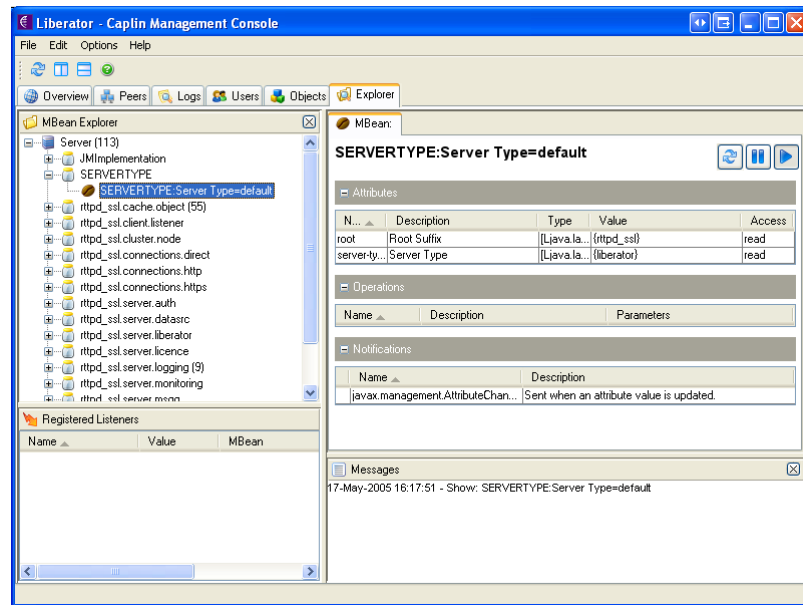 Liberator - Caplin Management Console
File Edit Options Help
Overview Peers Logs Users Objects Explorer
MBean Explorer
Server (113)
JMImplementation
SERVERTYPE
SERVERTYPE:Server Type=default
rttpd_ssl.cache.object (55)
rttpd_ssl.client.listener
rttpd_ssl.cluster.node
rttpd_ssl.connections.direct
rttpd_ssl.connections.http
rttpd_ssl.connections.https
rttpd_ssl.server.auth
rttpd_ssl.server.datasrc
rttpd_ssl.server.liberator
rttpd_ssl.server.licence
rttpd_ssl.server.logging (9)
rttpd_ssl.server.monitoring
Registered Listeners
Name Value MBean
MBean:
SERVERTYPE:Server Type=default
Attributes
N... Description Type Value Access
root Root Suffix [Ljava.la... {rttpd_ssl} read
server-ty... Server Type [Ljava.la... {liberator} read
Operations
Name Description Parameters
Notifications
Name Description
javax.management.AttributeChan... Sent when an attribute value is updated.
Messages
17-May-2005 16:17:51 - Show: SERVERTYPE:Server Type=default